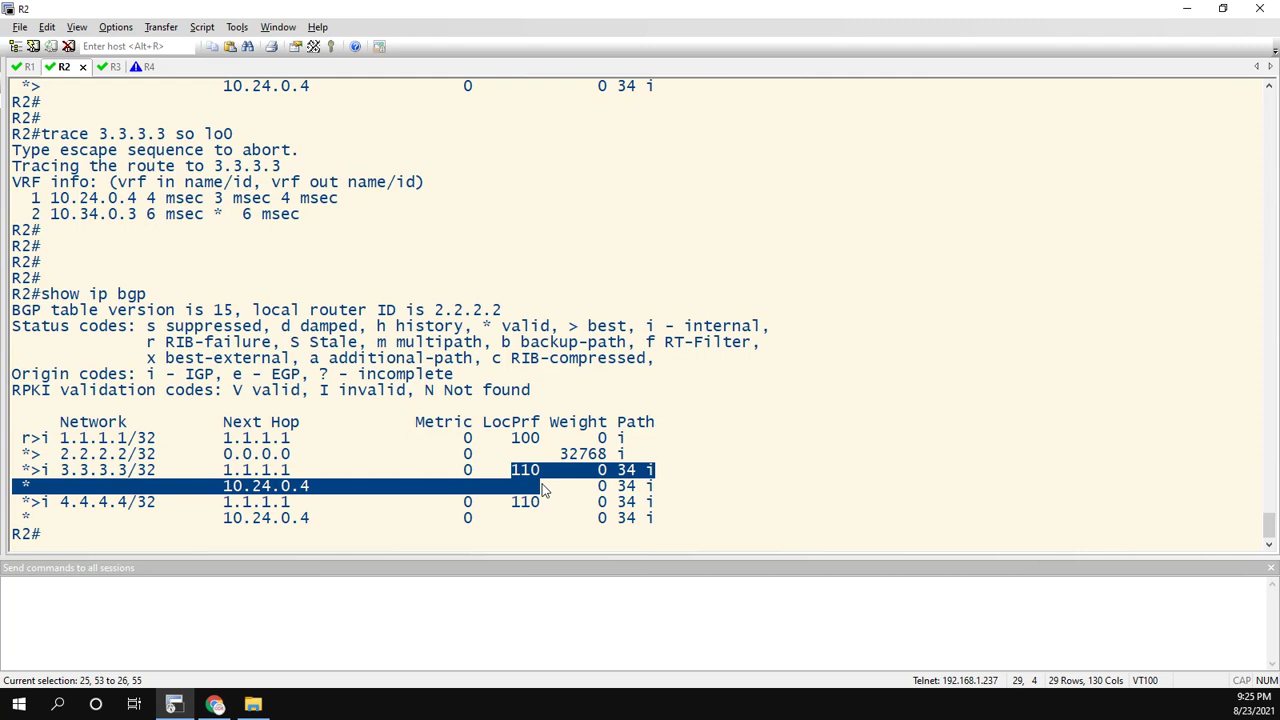 R2
File Edit View Options Transfer Script Tools Window Help
Enter host <Alt+R>
R1 R2 × R3 R4
*> 10.24.0.4 0 0 34 i
R2#
R2#
R2#trace 3.3.3.3 so lo0
Type escape sequence to abort.
Tracing the route to 3.3.3.3
VRF info: (vrf in name/id, vrf out name/id)
1 10.24.0.4 4 msec 3 msec 4 msec
2 10.34.0.3 6 msec * 6 msec
R2#
R2#
R2#
R2#
R2#show ip bgp
BGP table version is 15, local router ID is 2.2.2.2
Status codes: s suppressed, d damped, h history, * valid, > best, i - internal,
r RIB-failure, S Stale, m multipath, b backup-path, f RT-Filter,
x best-external, a additional-path, c RIB-compressed,
Origin codes: i - IGP, e - EGP, ? - incomplete
RPKI validation codes: V valid, I invalid, N Not found
Network Next Hop Metric LocPrf Weight Path
r>i 1.1.1.1/32 1.1.1.1 0 100 0 i
*> 2.2.2.2/32 0.0.0.0 0 32768 i
*>i 3.3.3.3/32 1.1.1.1 0 110 0 34 i
* 10.24.0.4 0 34 i
*>i 4.4.4.4/32 1.1.1.1 0 110 0 34 i
* 10.24.0.4 0 0 34 i
R2#
Send commands to all sessions
Current selection: 25, 53 to 26, 55 Telnet: 192.168.1.237 29, 4 29 Rows, 130 Cols VT100 CAP NUM
9:25 PM
8/23/2021